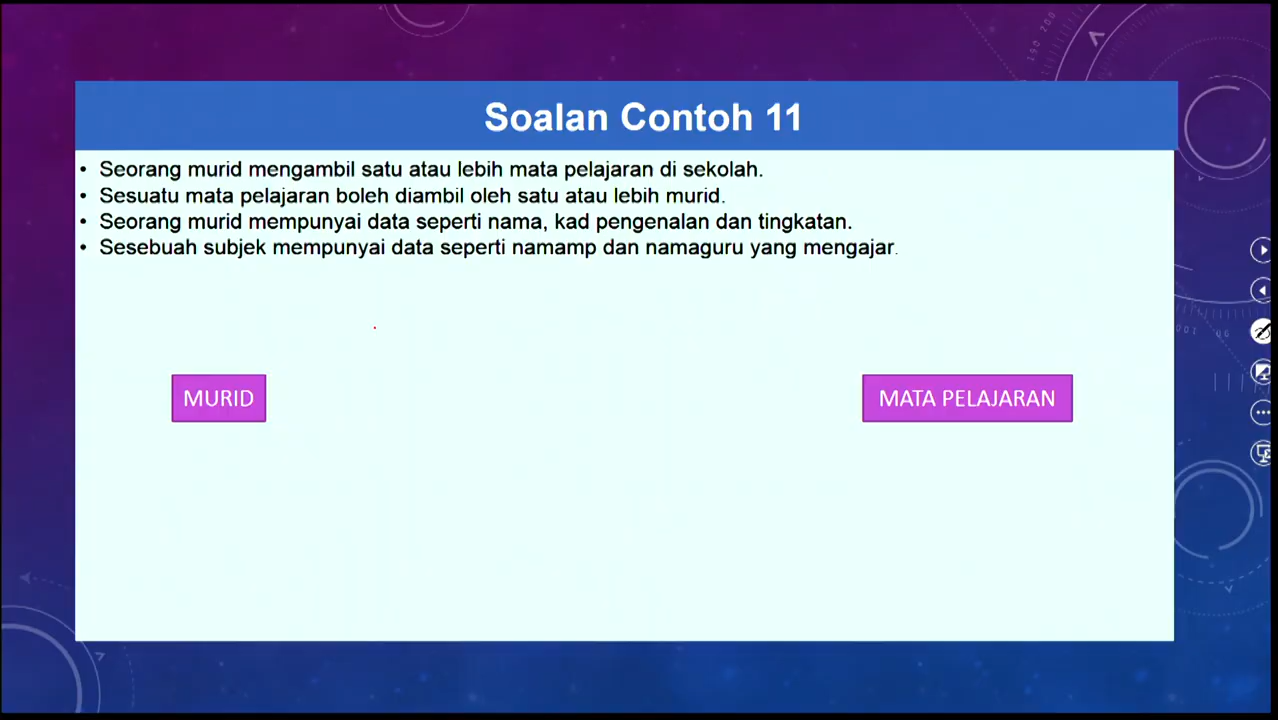 Soalan Contoh 11
• Seorang murid mengambil satu atau lebih mata pelajaran di sekolah.
• Sesuatu mata pelajaran boleh diambil oleh satu atau lebih murid.
• Seorang murid mempunyai data seperti nama, kad pengenalan dan tingkatan.
• Sesebuah subjek mempunyai data seperti namamp dan namaguru yang mengajar.
MURID
MATA PELAJARAN